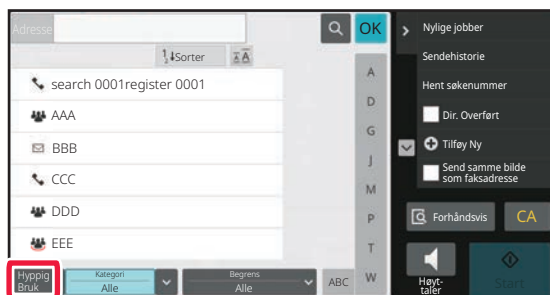 Adresse
OK
Sorter
search 0001register 0001
AAA
BBB
CCC
DDD
EEE
A
D
G
J
M
P
T
W
Hyppig
Bruk
Kategori
Alle
Begrens
Alle
ABC
Nylige jobber
Sendehistorie
Hent søkenummer
Dir. Overført
Tilføy Ny
Send samme bilde
som faksadresse
Forhåndsvis
CA
Høyt-
taler
Start